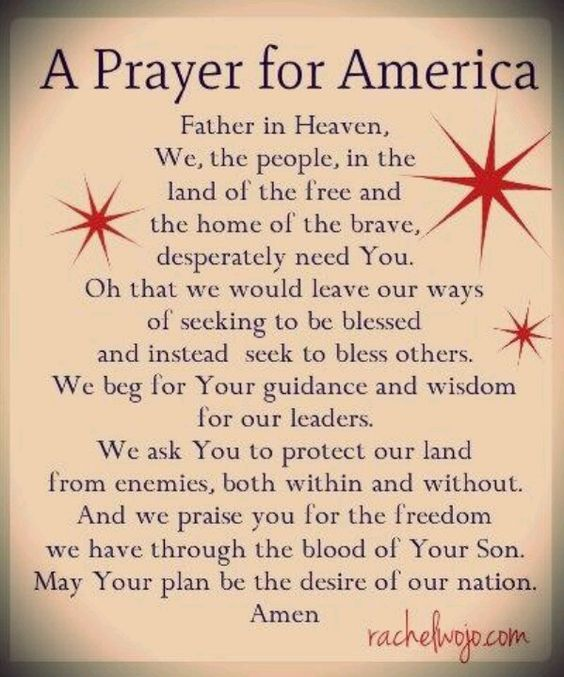 A Prayer for America
Father in Heaven,
We, the people, in the
land of the free and
the home of the brave,
desperately need You.
Oh that we would leave our ways
of seeking to be blessed
and instead seek to bless others.
We beg for Your guidance and wisdom
for our leaders.
We ask You to protect our land
from enemies, both within and without.
And we praise you for the freedom
we have through the blood of Your Son.
May Your plan be the desire of our nation.
Amen
rachelwojo.com